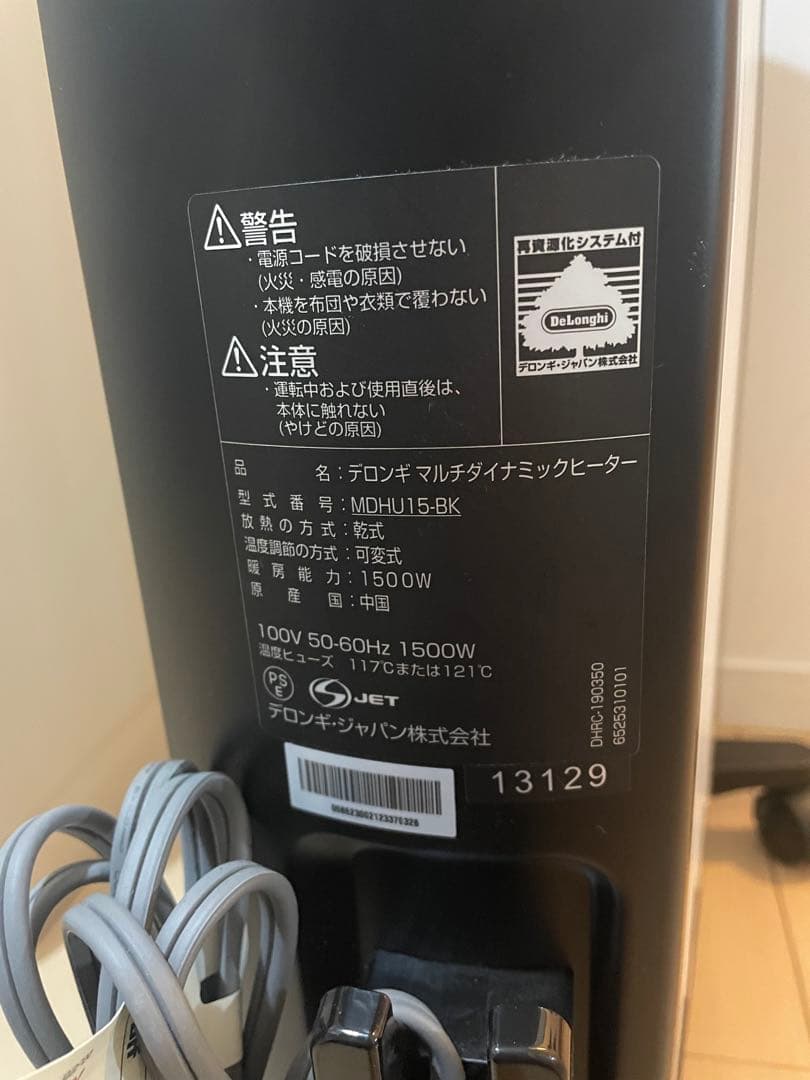 警告
・電源コードを破損させない
(火災・感電の原因)
・本機を布団や衣類で覆わない
(火災の原因)
注意
・運転中および使用直後は、
本体に触れない
(やけどの原因)
再資源化システム付
DeLonghi
デロンギ・ジャパン株式会社
品名：デロンギ マルチダイナミックヒーター
型式番号：MDHU15-BK
放熱の方式：乾式
温度調節の方式：可変式
暖房能力：1500W
原産国：中国
100V 50-60Hz 1500W
温度ヒューズ 117℃または121℃
PSE
JET
デロンギ・ジャパン株式会社
DHRC-190350
6525310101
13129